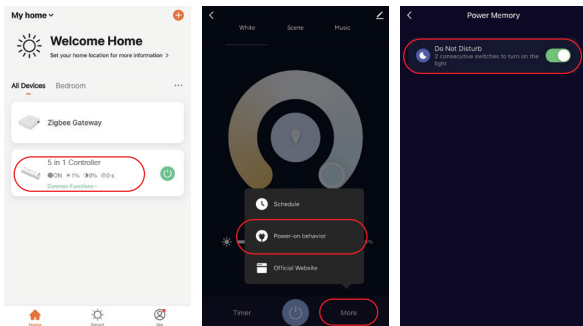 My home
Welcome Home
Set your home location for more information >
All Devices
Bedroom
...
Zigbee Gateway
5 in 1 Controller
ON 1% 0% 0 s
Common Functions
Home
Smart
Me
White
Scene
Music
Schedule
Power-on behavior
%
Official Website
Timer
More
Power Memory
Do Not Disturb
2 consecutive switches to turn on the
light